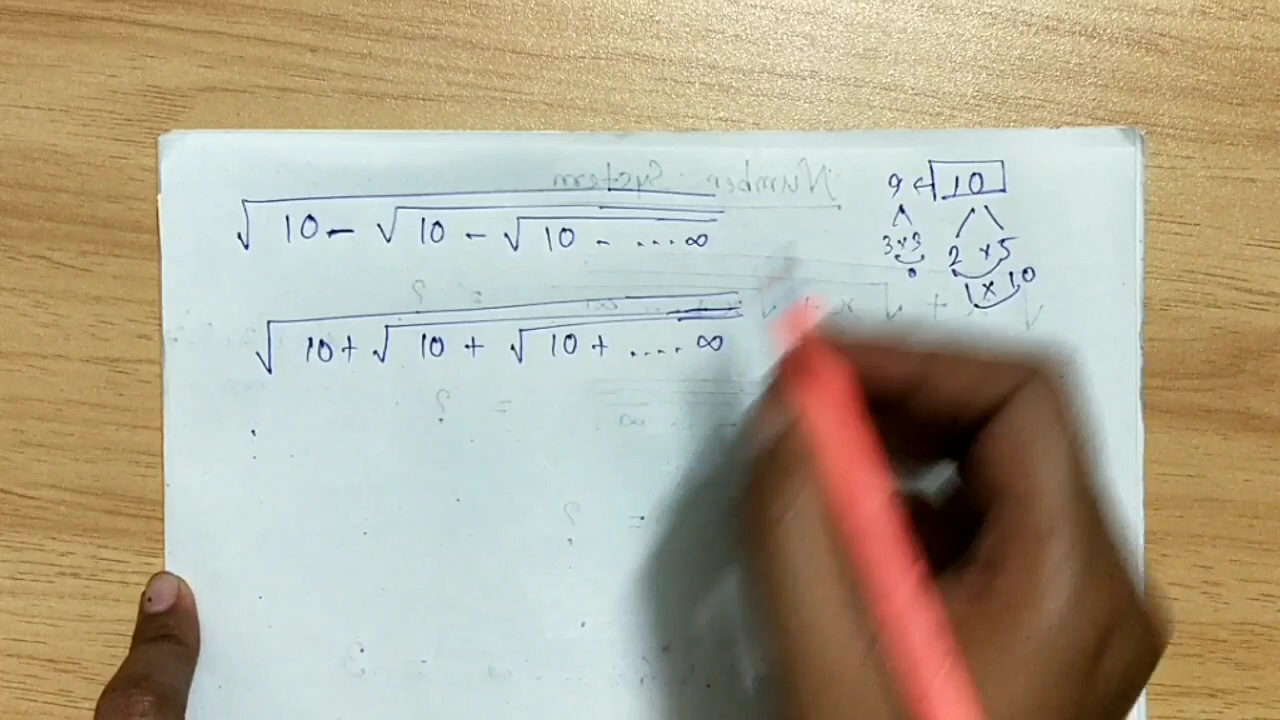 Number System
√10 - √10 - √10 - ... ∞
9 ← 10
3 x 3
2 x 5
1 x 10
√10 + √10 + √10 + .... ∞
= ?
= ?
= ?